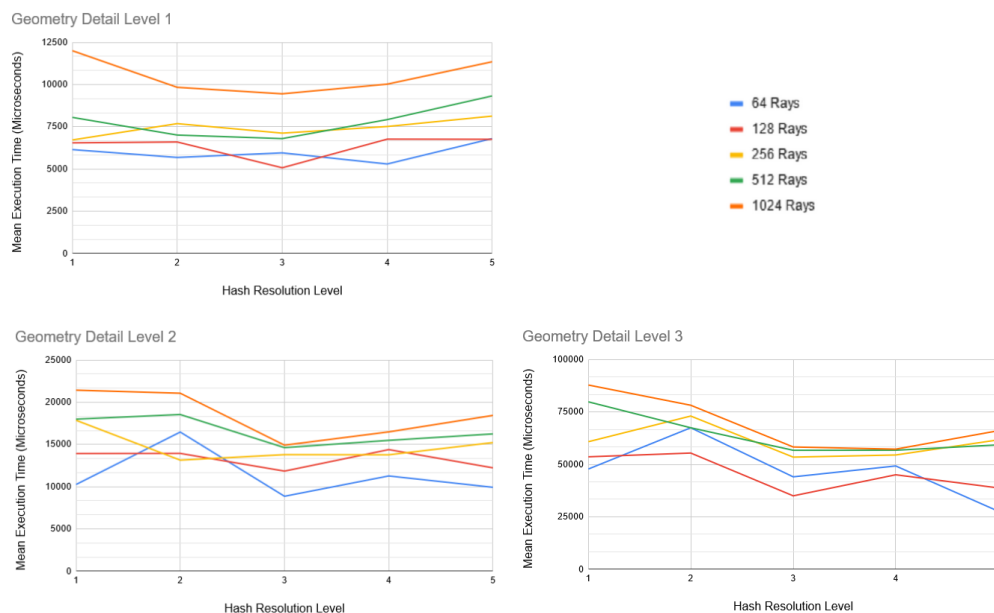 Geometry Detail Level 1
Mean Execution Time (Microseconds)
12500
10000
7500
5000
2500
0
1 2 3 4 5
Hash Resolution Level
64 Rays
128 Rays
256 Rays
512 Rays
1024 Rays
Geometry Detail Level 2
Mean Execution Time (Microseconds)
25000
20000
15000
10000
5000
0
1 2 3 4 5
Hash Resolution Level
Geometry Detail Level 3
Mean Execution Time (Microseconds)
100000
75000
50000
25000
0
1 2 3 4
Hash Resolution Level